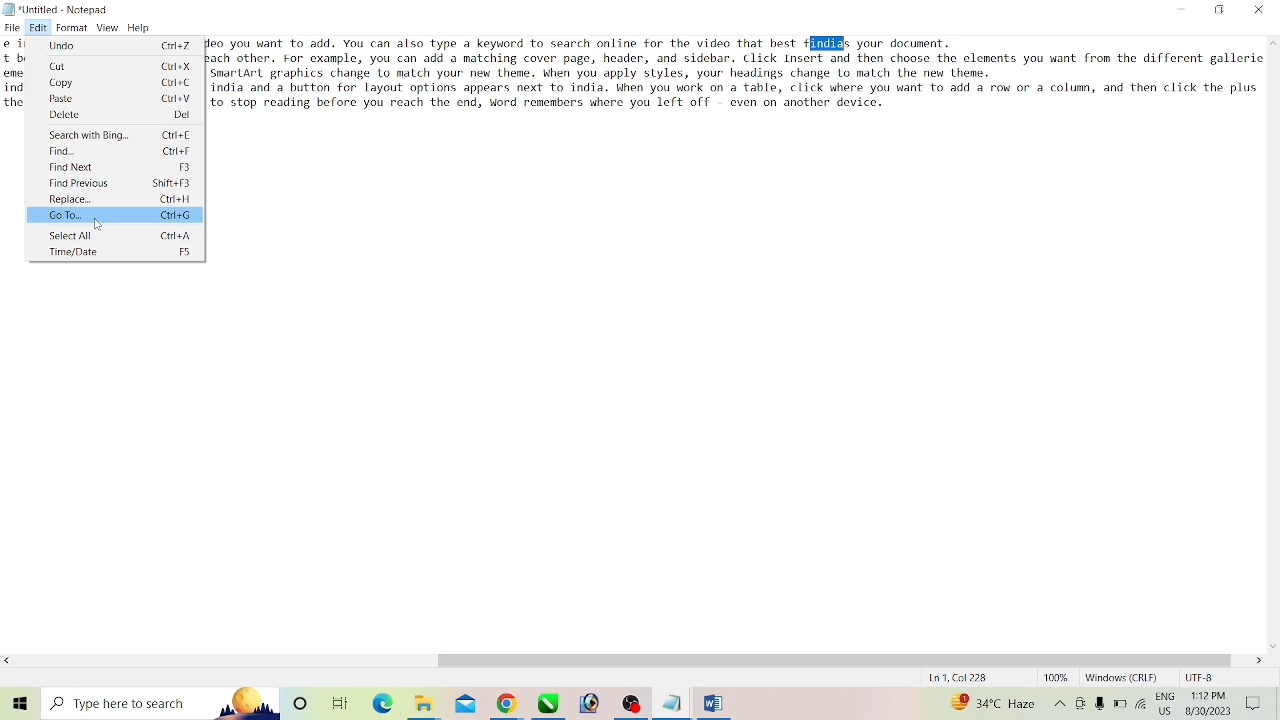 *Untitled - Notepad
File Edit Format View Help
Undo Ctrl+Z
Cut Ctrl+X
Copy Ctrl+C
Paste Ctrl+V
Delete Del
Search with Bing... Ctrl+E
Find... Ctrl+F
Find Next F3
Find Previous Shift+F3
Replace... Ctrl+H
Go To... Ctrl+G
Select All Ctrl+A
Time/Date F5
deo you want to add. You can also type a keyword to search online for the video that best findias your document.
each other. For example, you can add a matching cover page, header, and sidebar. Click Insert and then choose the elements you want from the different gallerie
SmartArt graphics change to match your new theme. When you apply styles, your headings change to match the new theme.
india and a button for layout options appears next to india. When you work on a table, click where you want to add a row or a column, and then click the plus
to stop reading before you reach the end, Word remembers where you left off - even on another device.
Ln 1, Col 228 100% Windows (CRLF) UTF-8
Type here to search
34°C Haze
ENG
US
1:12 PM
8/30/2023